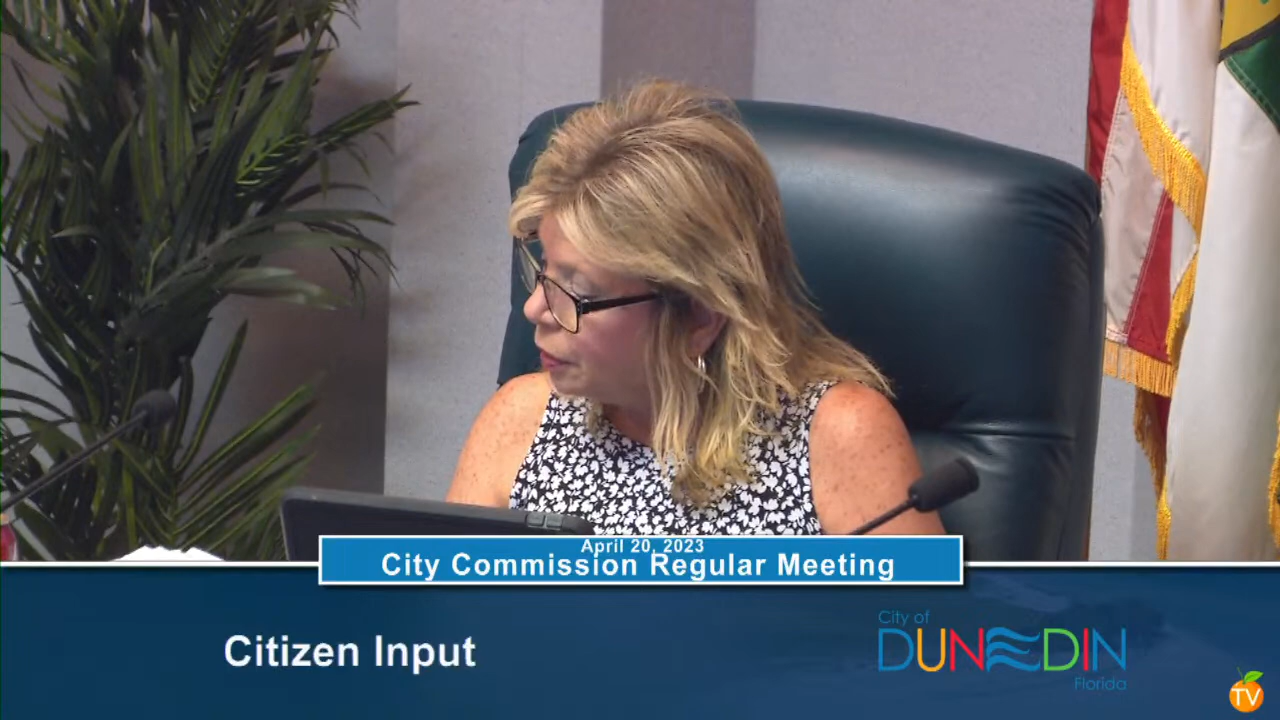 April 20, 2023
City Commission Regular Meeting
Citizen Input
City of
DUNEDIN
Florida
TV